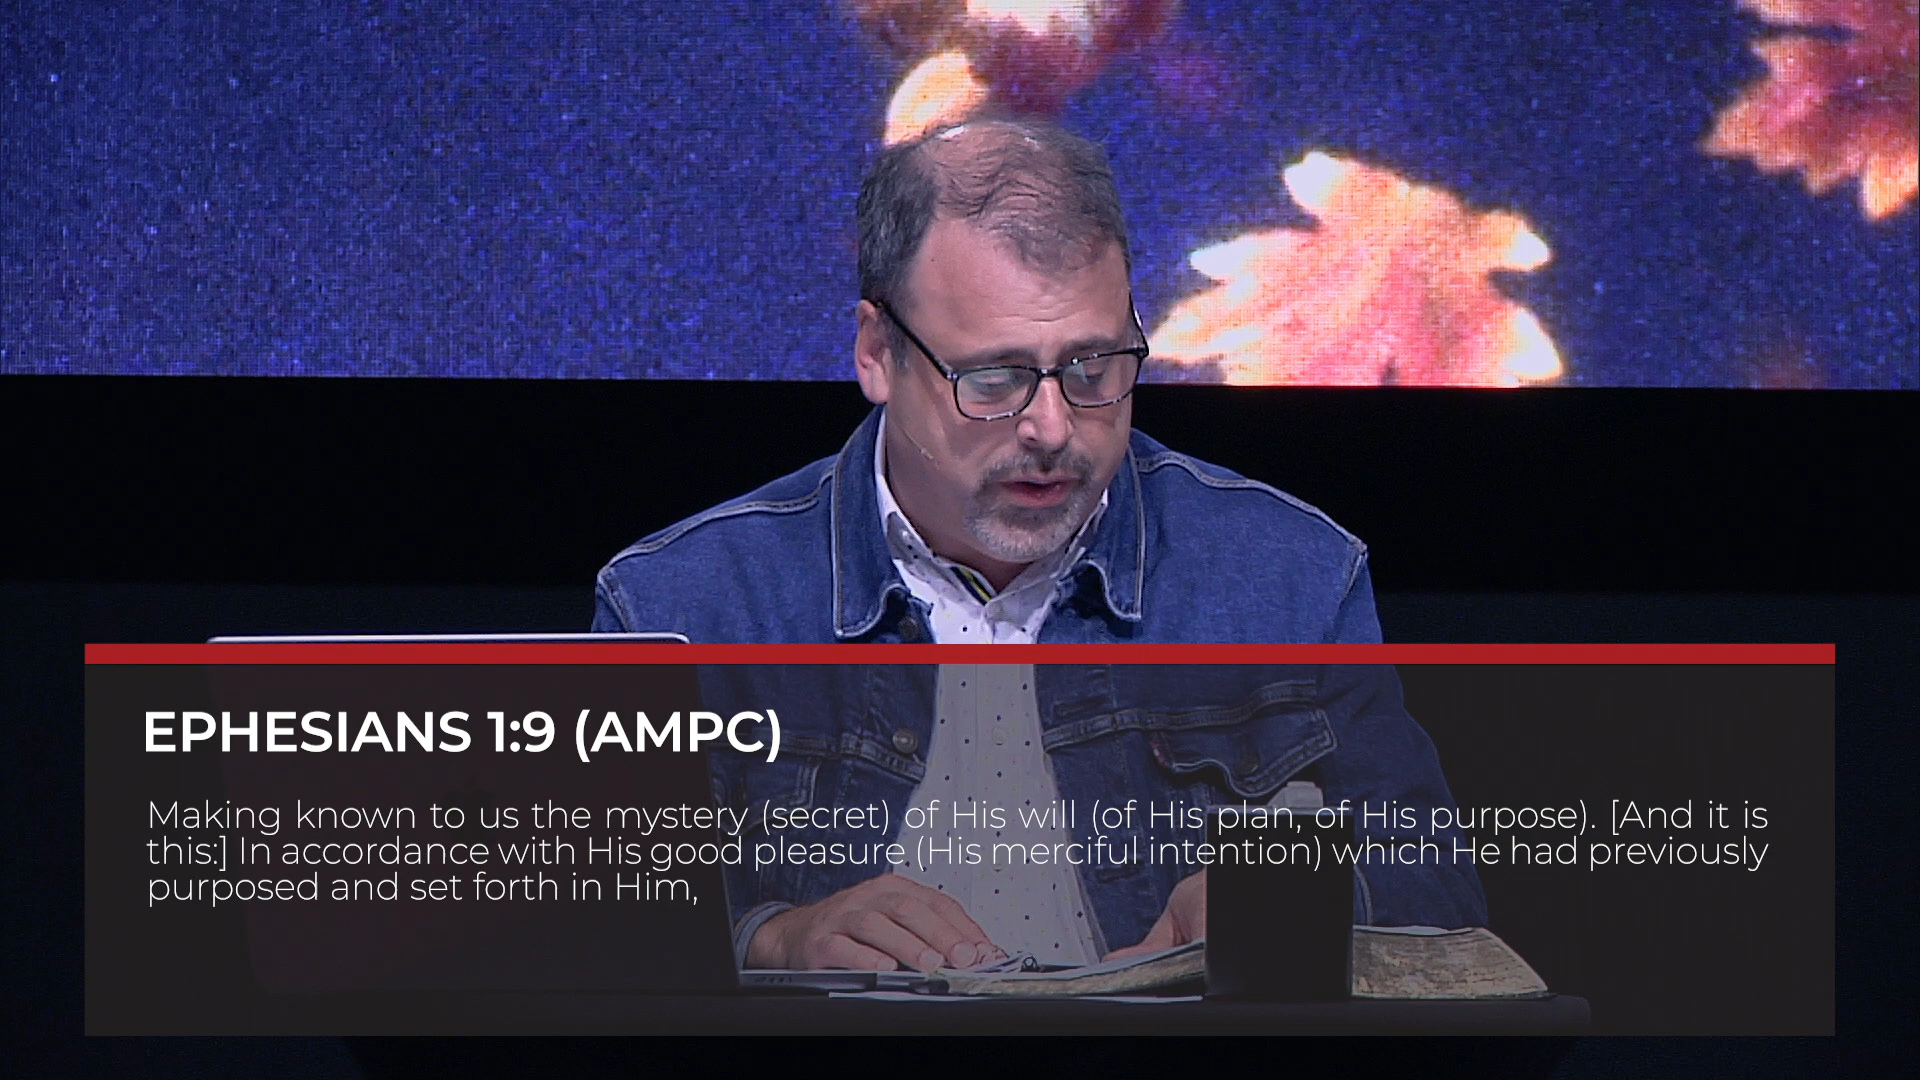 EPHESIANS 1:9 (AMPC)
Making known to us the mystery (secret) of His will (of His plan, of His purpose). [And it is
this:] In accordance with His good pleasure (His merciful intention) which He had previously
purposed and set forth in Him,